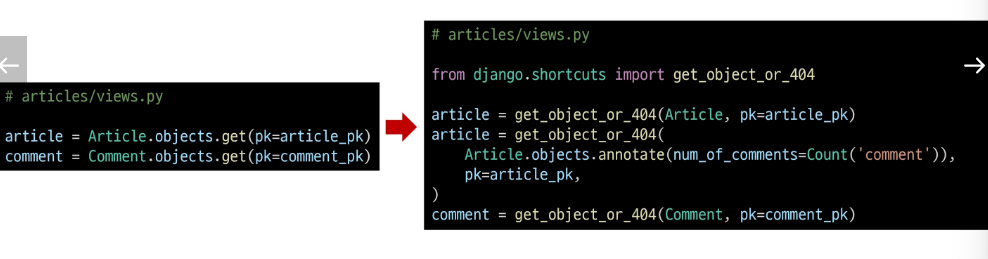 # articles/views.py
article = Article.objects.get(pk=article_pk)
comment = Comment.objects.get(pk=comment_pk)
# articles/views.py
from django.shortcuts import get_object_or_404
article = get_object_or_404(Article, pk=article_pk)
article = get_object_or_404(
    Article.objects.annotate(num_of_comments=Count('comment')),
    pk=article_pk,
)
comment = get_object_or_404(Comment, pk=comment_pk)